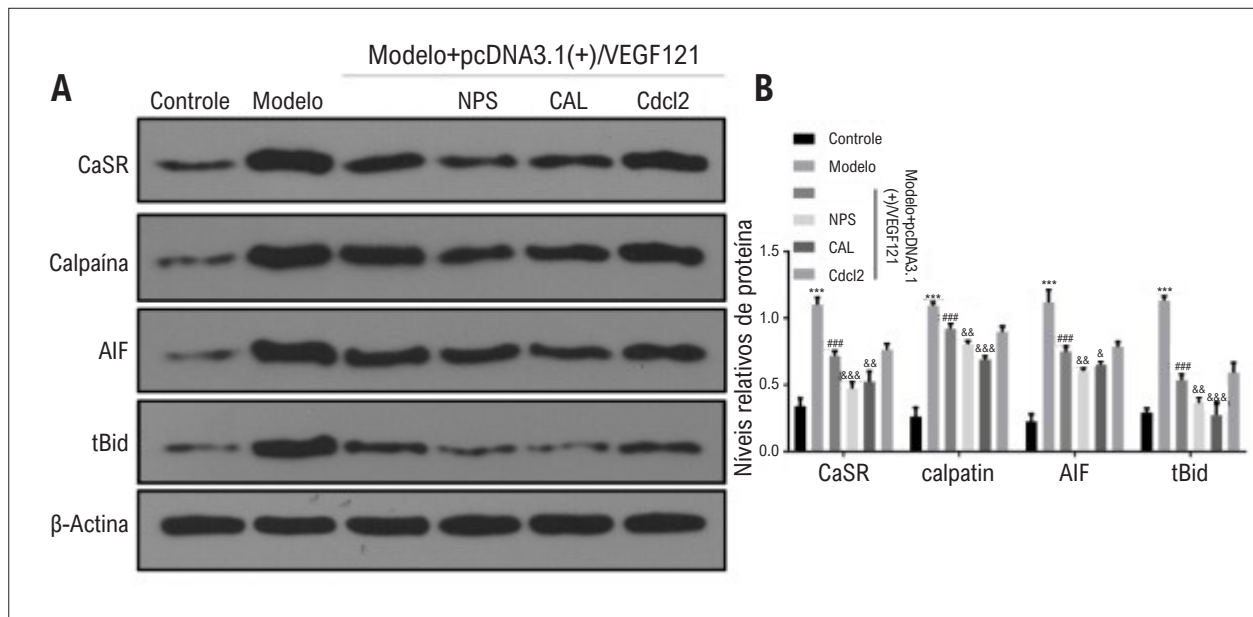 Modelo+pcDNA3.1(+)/VEGF121
A
Controle Modelo NPS CAL Cdcl2
CaSR
Calpaína
AIF
tBid
β-Actina
B
Controle
Modelo
NPS
CAL
Cdcl2
Modelo+pcDNA3.1
(+)/VEGF121
Níveis relativos de proteína
1.5
1.0
0.5
0.0
*** ### &&& &&
*** ### && &&&
*** ### && &
*** ### && &&&
CaSR calpatin AIF tBid